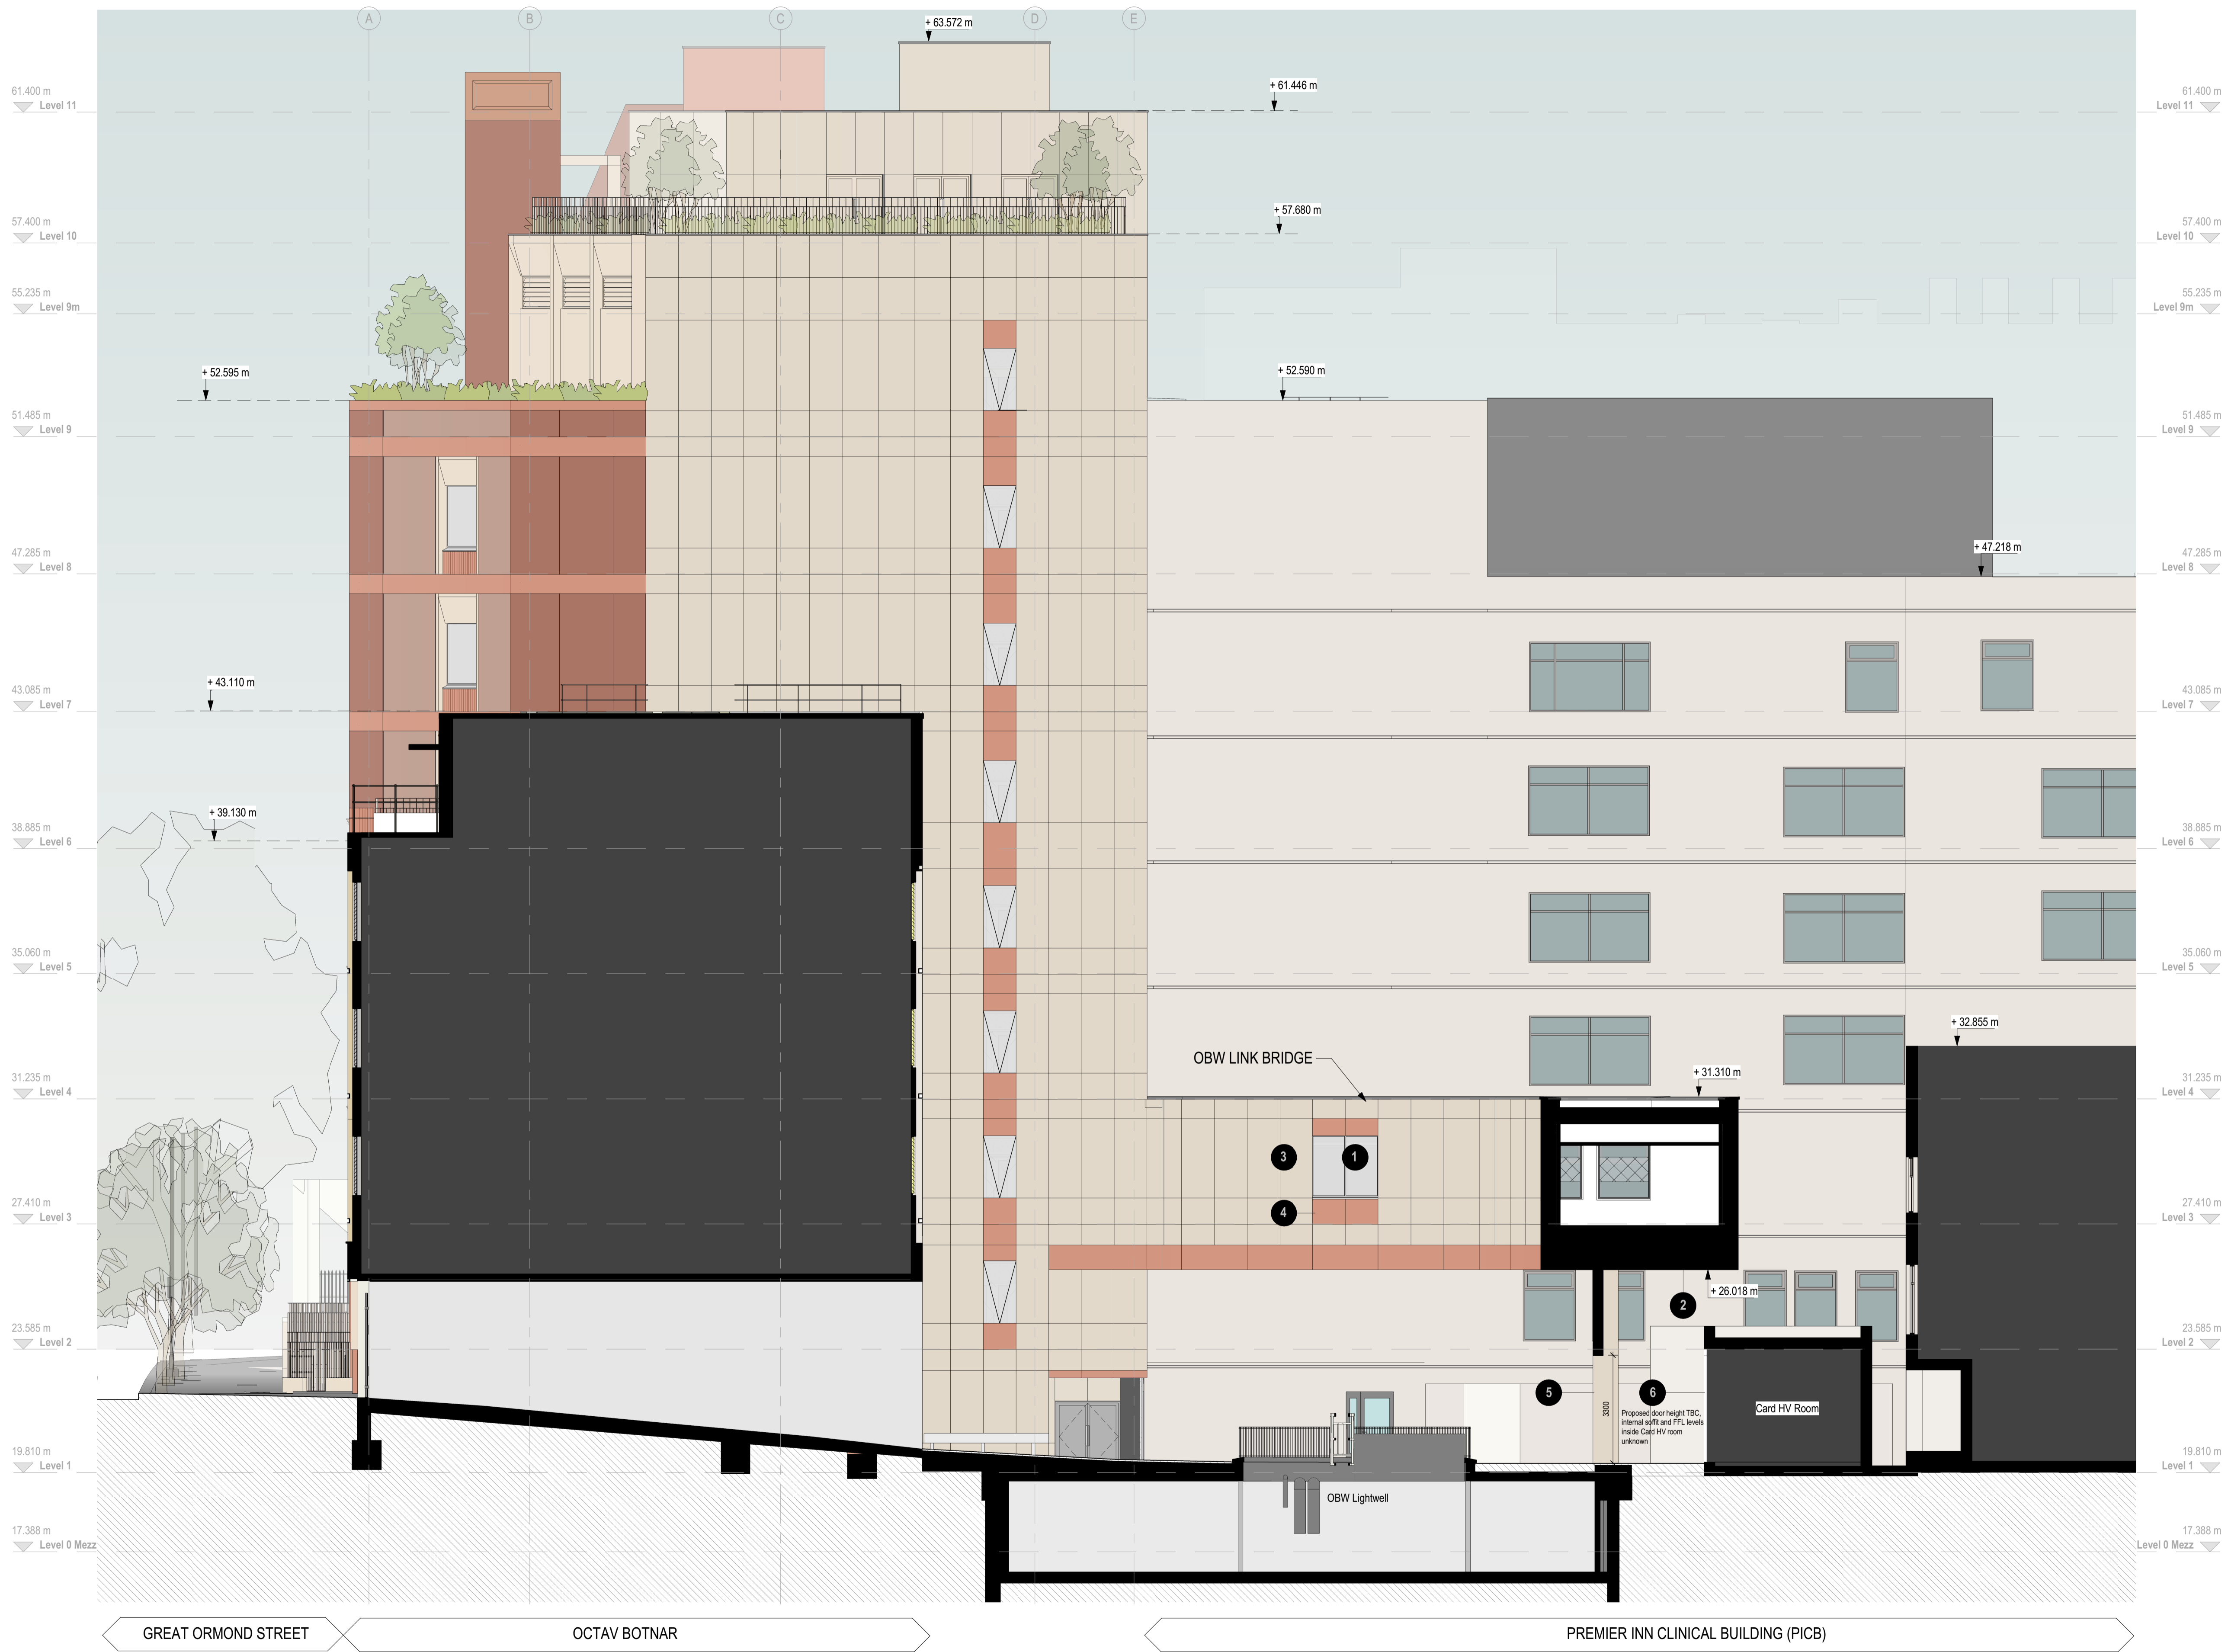 A
B
C
D
E
+ 63.572 m
61.400 m
Level 11
+ 61.446 m
61.400 m
Level 11
57.400 m
Level 10
+ 57.680 m
57.400 m
Level 10
55.235 m
Level 9m
55.235 m
Level 9m
+ 52.595 m
+ 52.590 m
51.485 m
Level 9
51.485 m
Level 9
47.285 m
Level 8
+ 47.218 m
47.285 m
Level 8
43.085 m
Level 7
+ 43.110 m
43.085 m
Level 7
38.885 m
Level 6
+ 39.130 m
38.885 m
Level 6
35.060 m
Level 5
35.060 m
Level 5
+ 32.855 m
31.235 m
Level 4
OBW LINK BRIDGE
+ 31.310 m
31.235 m
Level 4
3
1
27.410 m
Level 3
4
27.410 m
Level 3
2
+ 26.018 m
23.585 m
Level 2
23.585 m
Level 2
5
3300
6
Proposed door height TBC,
internal soffit and FFL levels
inside Card HV room
unknown
Card HV Room
19.810 m
Level 1
19.810 m
Level 1
OBW Lightwell
17.388 m
Level 0 Mezz
17.388 m
Level 0 Mezz
GREAT ORMOND STREET
OCTAV BOTNAR
PREMIER INN CLINICAL BUILDING (PICB)